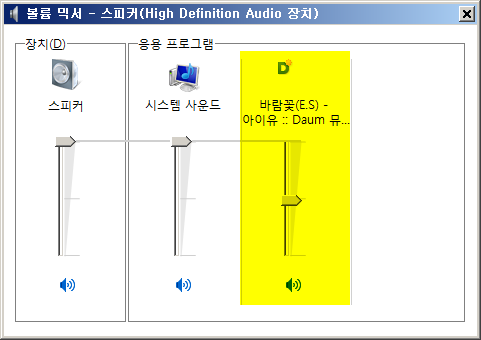 볼륨 믹서 - 스피커(High Definition Audio 장치)
장치(D)
응용 프로그램
스피커
시스템 사운드
바람꽃(E.S) -
아이유 :: Daum 뮤...